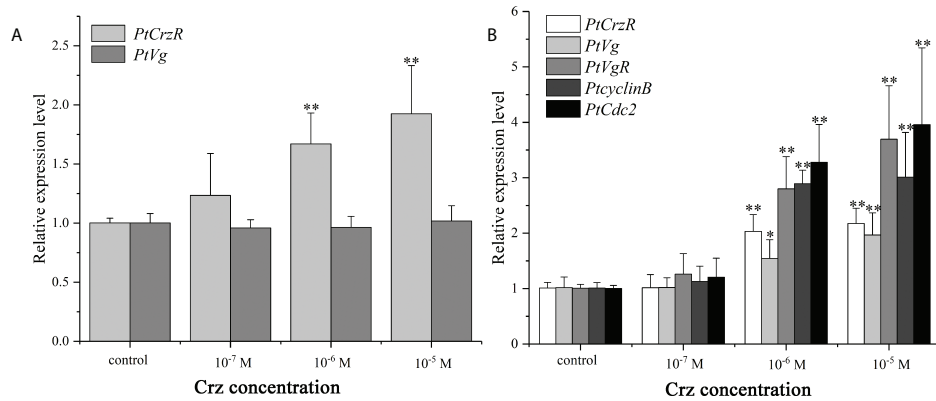 A
PtCrzR
PtVg
Relative expression level
2.5
2.0
1.5
1.0
0.5
0.0
**
**
control
10⁻⁷ M
10⁻⁶ M
10⁻⁵ M
Crz concentration
B
PtCrzR
PtVg
PtVgR
PtcyclinB
PtCdc2
Relative expression level
6
5
4
3
2
1
0
**
*
**
**
**
**
**
**
**
**
control
10⁻⁷ M
10⁻⁶ M
10⁻⁵ M
Crz concentration